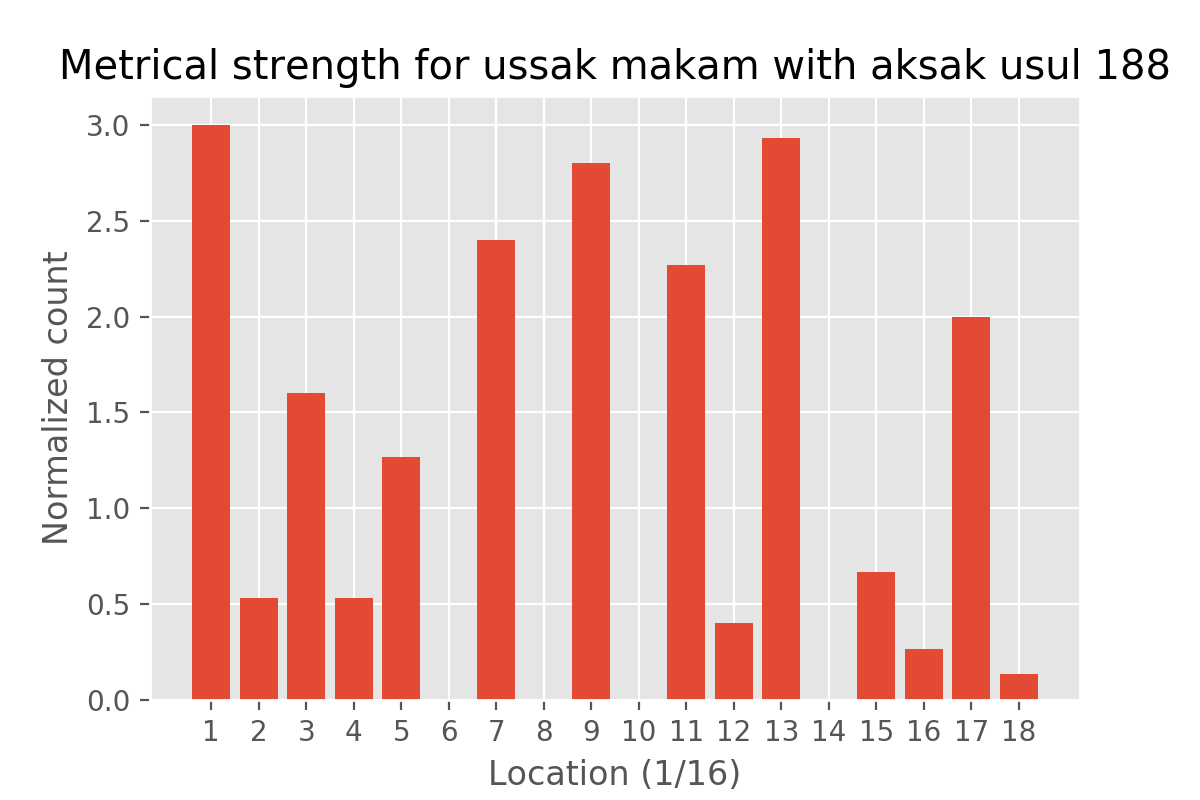 Metrical strength for ussak makam with aksak usul 188
Normalized count
3.0
2.5
2.0
1.5
1.0
0.5
0.0
1 2 3 4 5 6 7 8 9 10 11 12 13 14 15 16 17 18
Location (1/16)